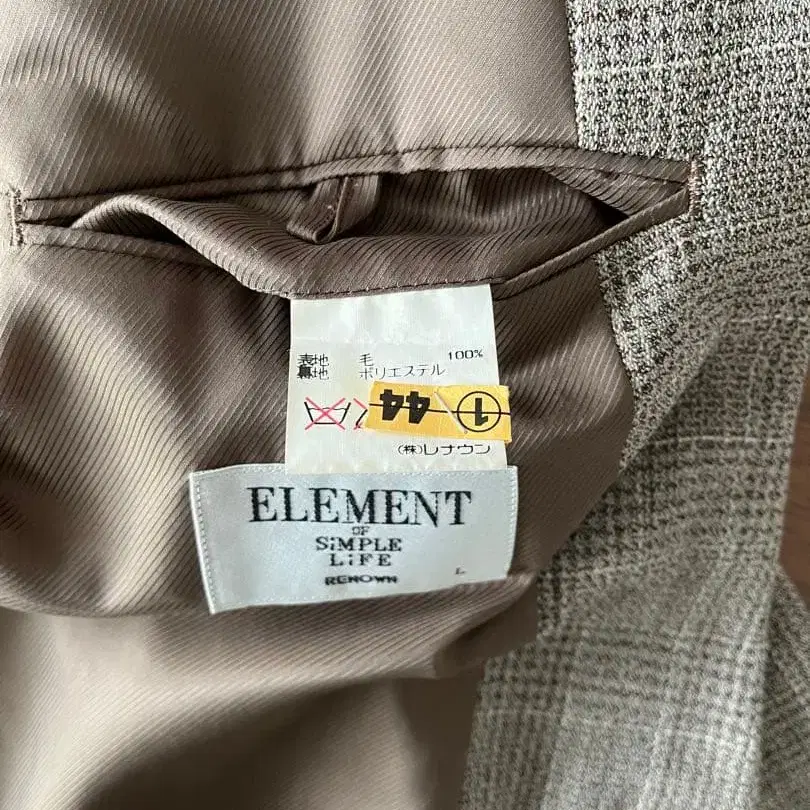 表地 毛 100%
裏地 ポリエステル
44 1
(株)レナウン
ELEMENT
OF
SiMPLE
LiFE
RENOWN L